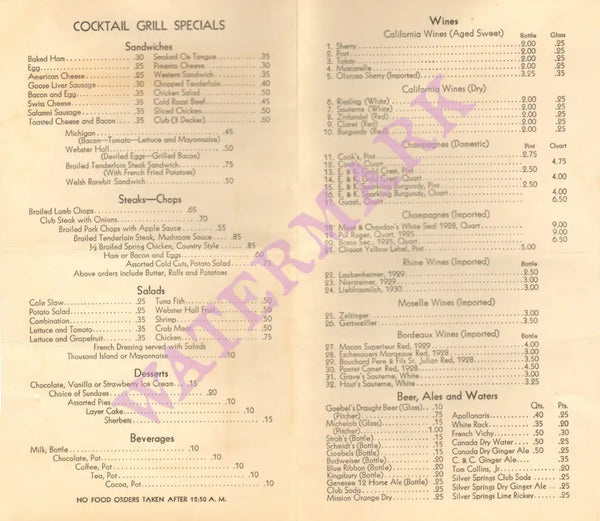 COCKTAIL GRILL SPECIALS
Sandwiches
Baked Ham .30
Egg .25
American Cheese .25
Goose Liver Sausage .30
Bacon and Egg .35
Swiss Cheese .35
Salami Sausage .35
Toasted Cheese and Bacon .35
Smoked Ox Tongue .35
Pimento Cheese .30
Western Sandwich .35
Chopped Tenderloin .40
Chicken Salad .50
Cold Roast Beef .45
Sliced Chicken .50
Club (3 Decker) .60
Michigan .45
(Bacon—Tomato—Lettuce and Mayonnaise)
Webster Hall .50
(Deviled Eggs—Grilled Bacon)
Broiled Tenderloin Steak Sandwich .75
(With French Fried Potatoes)
Welsh Rarebit Sandwich .50
Steaks—Chops
Broiled Lamb Chops .65
Club Steak with Onions .70
Broiled Pork Chops with Apple Sauce .55
Broiled Tenderloin Steak, Mushroom Sauce .85
½ Broiled Spring Chicken, Country Style .85
Ham or Bacon and Eggs .60
Assorted Cold Cuts, Potato Salad .75
Above orders include Butter, Rolls and Potatoes
Salads
Cole Slaw .25
Potato Salad .25
Combination .35
Lettuce and Tomato .35
Lettuce and Grapefruit .35
Tuna Fish .50
Webster Hall Fruit .50
Shrimp .50
Crab Meat .50
Chicken .75
French Dressing served with Salads
Thousand Island or Mayonnaise .10
Desserts
Chocolate, Vanilla or Strawberry Ice Cream .15
Choice of Sundaes .20
Assorted Pies .10
Layer Cake .10
Sherbets .15
Beverages
Milk, Bottle .10
Chocolate, Pot .10
Coffee, Pot .10
Tea, Pot .10
Cocoa, Pot .10
NO FOOD ORDERS TAKEN AFTER 12:50 A. M.
Wines
California Wines (Aged Sweet) Bottle Glass
1. Sherry 2.00 .25
2. Port 2.00 .25
3. Tokay 2.00 .25
4. Muscatelle 2.00 .25
5. Oloroso Sherry (Imported) 3.25 .35
California Wines (Dry)
6. Riesling (White) 2.00 .25
7. Sauterne (White) 2.00 .25
8. Zinfandel (Red) 2.00 .25
9. Claret (Red) 2.00 .25
10. Burgundy (Red) 2.00 .25
Champagnes (Domestic) Pint Quart
11. Cook's, Pint 2.75
12. Cook's, Quart 4.75
13. E. & K. Gold Crest, Pint 2.50
14. E. & K. Gold Crest, Quart 4.00
15. E. & K. Sparkling Burgundy, Pint 2.50
16. E. & K. Sparkling Burgundy, Quart 4.00
17. Guasti, Quart 6.50
Champagnes (Imported)
18. Moet & Chandon's White Seal 1928, Quart 9.00
19. Pol Roger, 1925, Quart 9.00
20. Bosca Sec., 1925, Quart 6.50
21. Cliquot Yellow Label, Pint 5.00
Rhine Wines (Imported) Bottle
22. Laubenheimer, 1929 2.50
23. Niersteiner, 1929 3.00
24. Liebfraumilch, 1930 3.50
Moselle Wines (Imported)
25. Zeltinger 3.50
26. Gertweiller 3.50
Bordeaux Wines (Imported) Bottle
27. Macon Superieur Red, 1929 4.00
28. Eschenouers Margeaux Red, 1928 3.50
29. Bouchard Pere & Fils St. Julian Red, 1928 3.50
30. Pontet Canet Red, 1928 4.50
31. Grave's Sauterne, White 3.00
32. Haut's Sauterne, White 3.25
Beer, Ales and Waters
Goebel's Draught Beer (Glass) .10
(Pitcher) .75
Michelob (Glass) .15
(Pitcher) 1.00
Stroh's (Bottle) .15
Schmidt's (Bottle) .15
Goebels (Bottle) .15
Budweiser (Bottle) .20
Blue Ribbon (Bottle) .20
Kingsbury (Bottle) .20
Genesee 12 Horse Ale (Bottle) .25
Club Soda .25
Mission Orange Dry .25
Qts. Pts.
Apollonaris .40 .25
White Rock .35 .20
French Vichy .50 .30
Canada Dry Water .50 .25
Canada Dry Ginger Ale .50 .25
C. & C. Ginger Ale .25
Tom Collins, Jr. .20
Silver Springs Club Soda .25
Silver Springs Dry Ginger Ale .25
Silver Springs Lime Rickey .25
WATERMARK